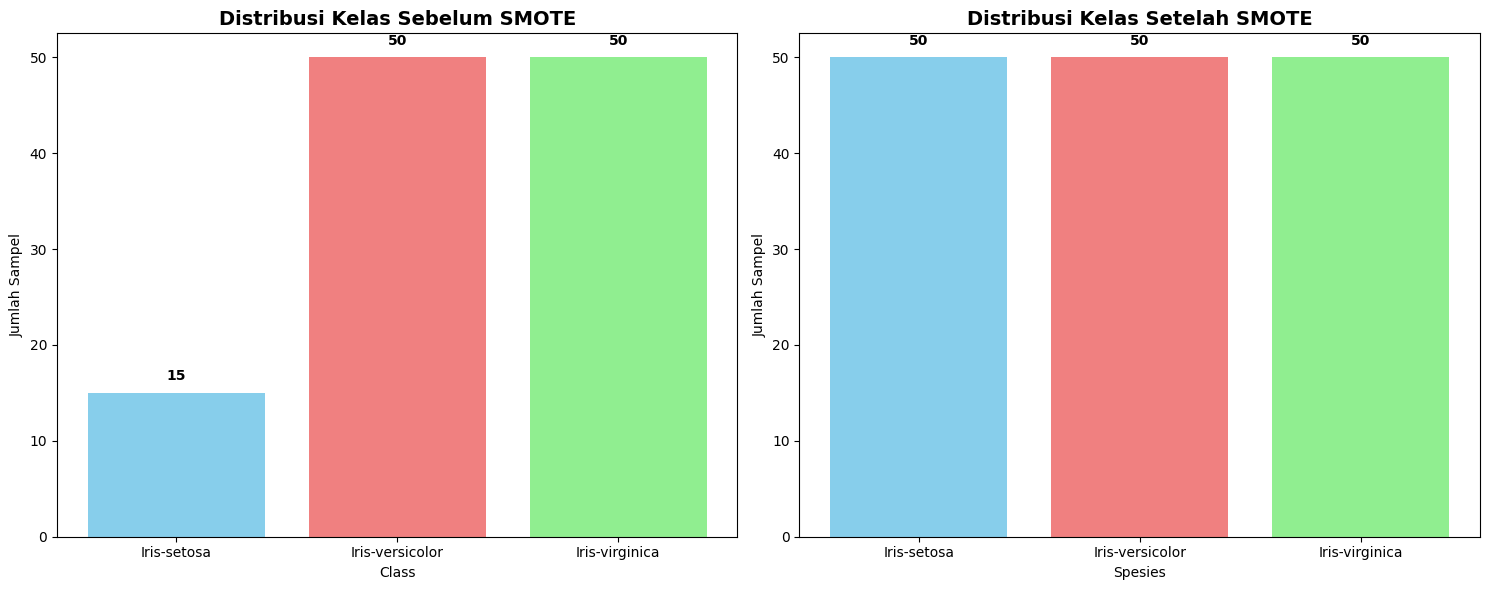 Distribusi Kelas Sebelum SMOTE
50
50
50
40
30
20
10
0
15
Jumlah Sampel
Iris-setosa
Iris-versicolor
Iris-virginica
Class
Distribusi Kelas Setelah SMOTE
50
50
50
50
40
30
20
10
0
Jumlah Sampel
Iris-setosa
Iris-versicolor
Iris-virginica
Spesies